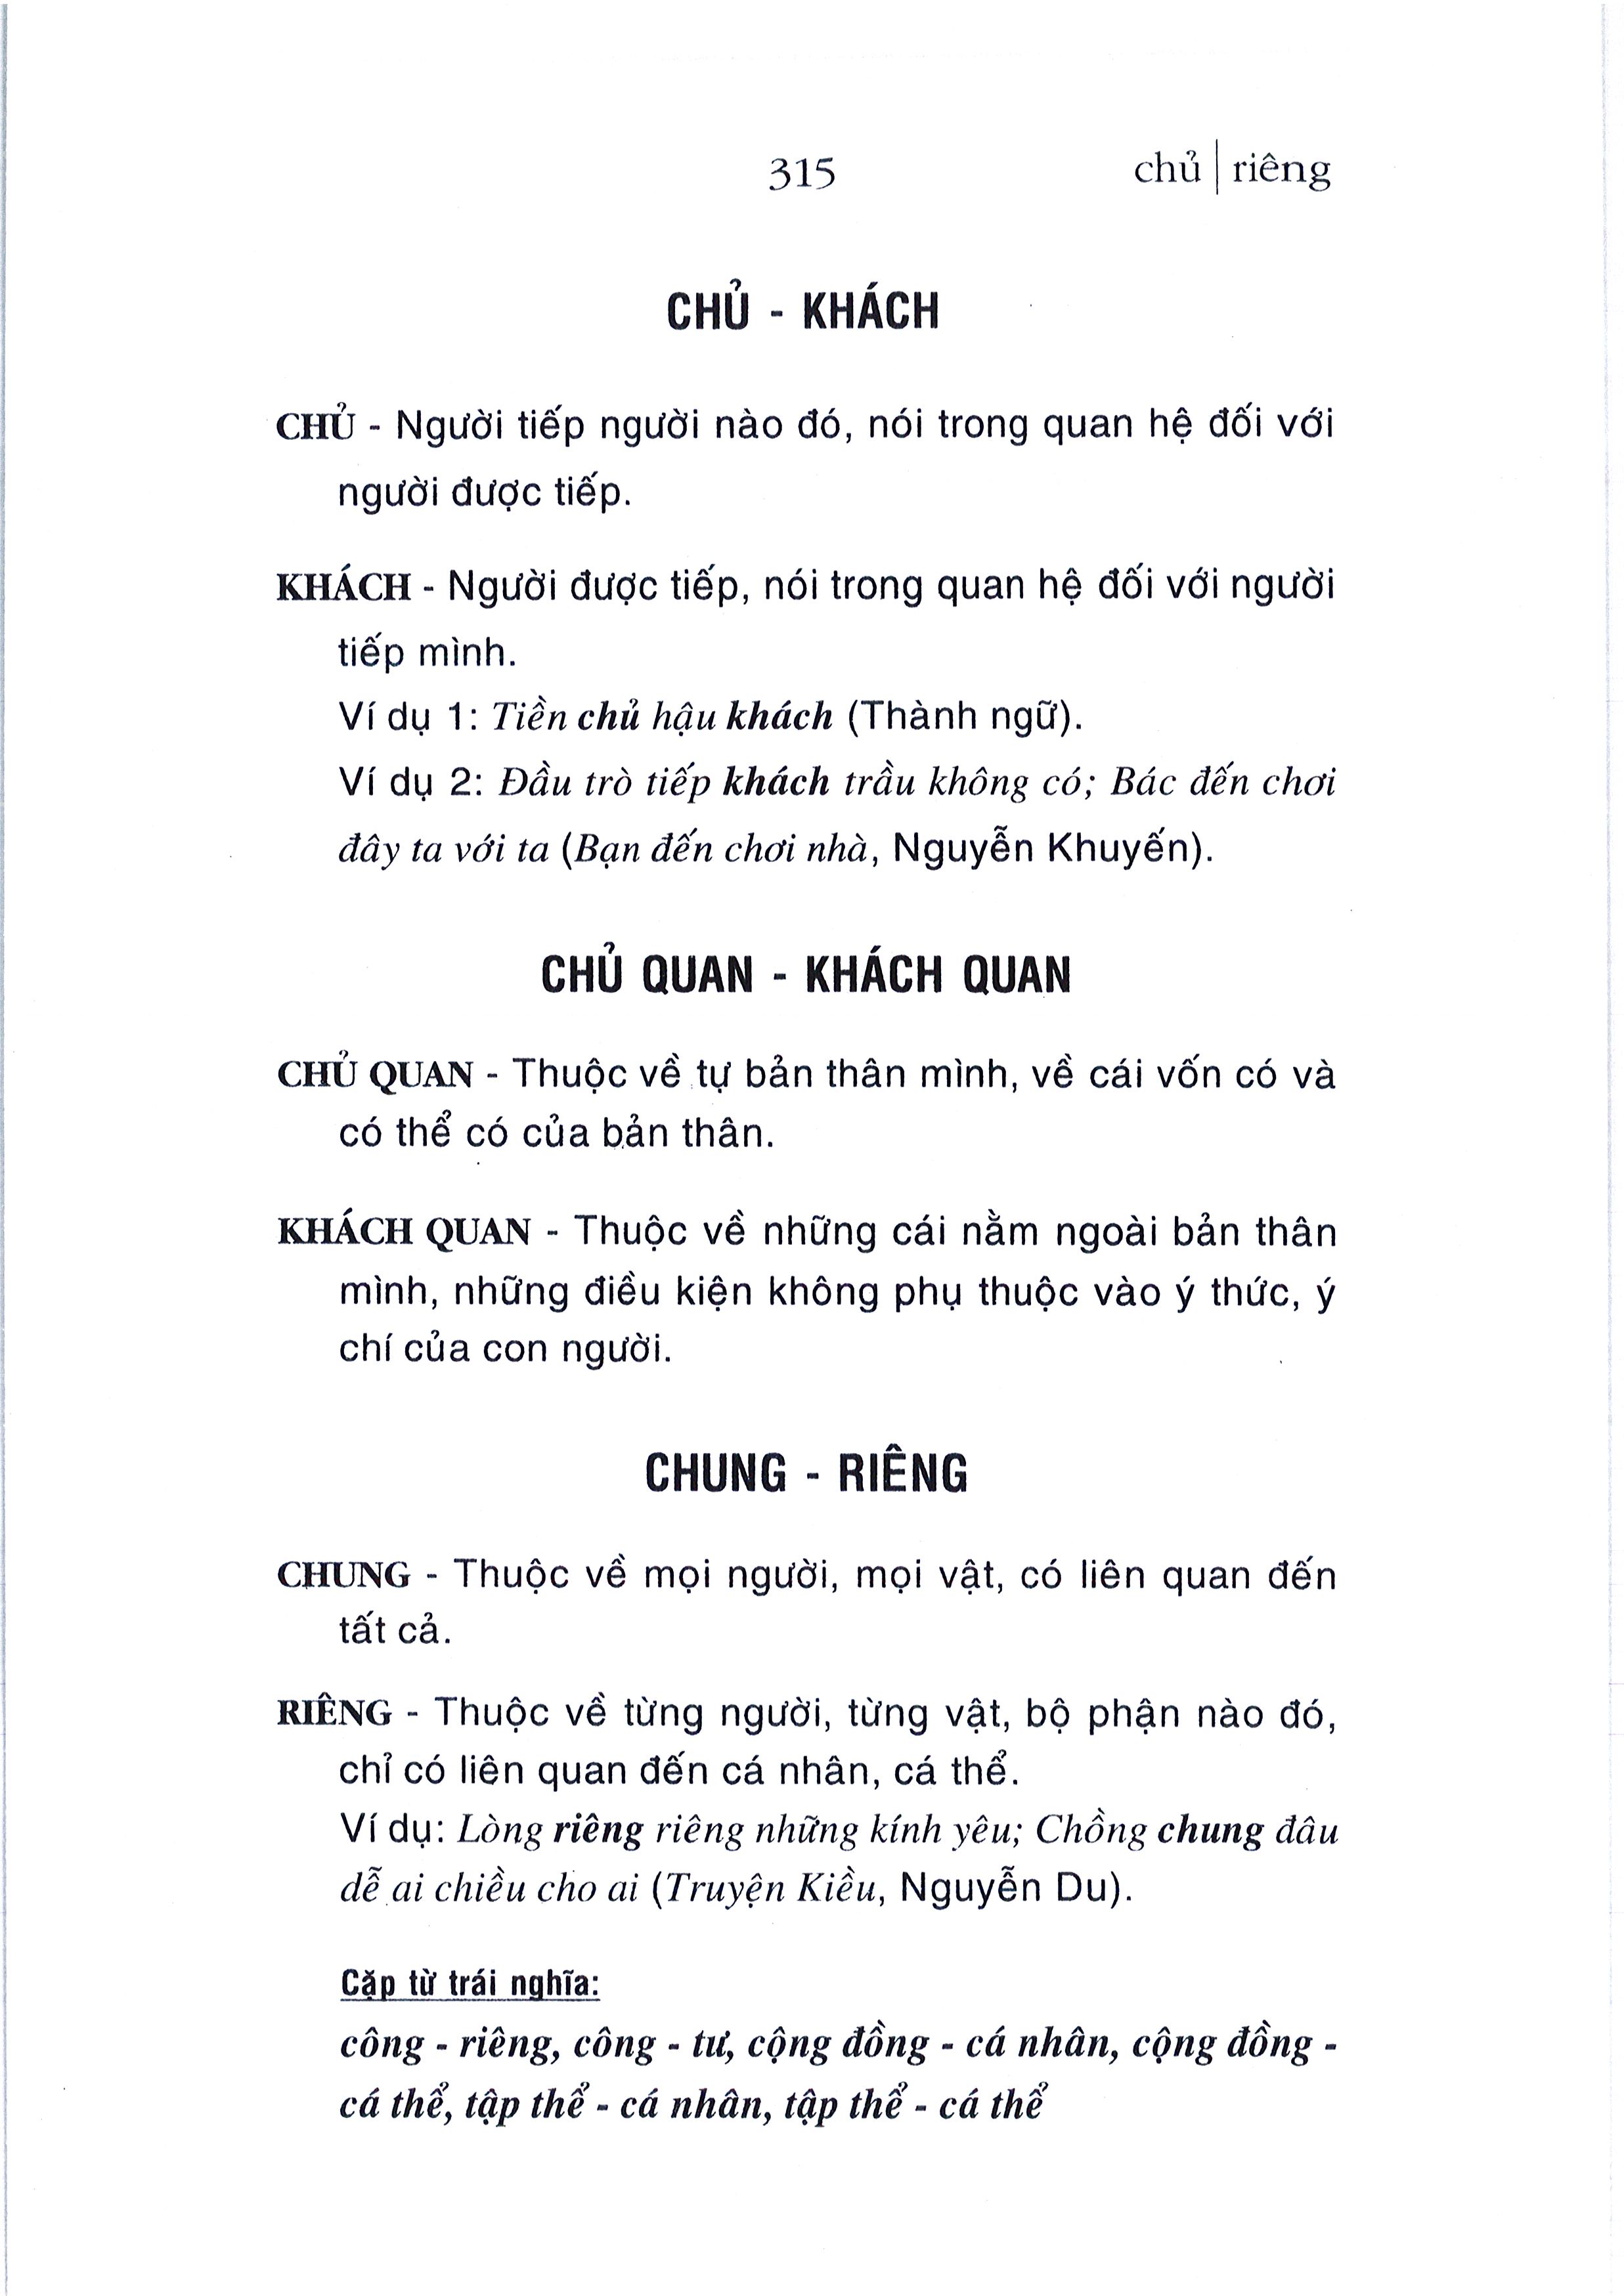 315
chủ | riêng
CHỦ - KHÁCH
CHỦ - Người tiếp người nào đó, nói trong quan hệ đối với
người được tiếp.
KHÁCH - Người được tiếp, nói trong quan hệ đối với người
tiếp mình.
Ví dụ 1: Tiền chủ hậu khách (Thành ngữ).
Ví dụ 2: Đầu trò tiếp khách trầu không có; Bác đến chơi
đây ta với ta (Bạn đến chơi nhà, Nguyễn Khuyến).
CHỦ QUAN - KHÁCH QUAN
CHỦ QUAN - Thuộc về tự bản thân mình, về cái vốn có và
có thể có của bản thân.
KHÁCH QUAN - Thuộc về những cái nằm ngoài bản thân
mình, những điều kiện không phụ thuộc vào ý thức, ý
chí của con người.
CHUNG - RIÊNG
CHUNG - Thuộc về mọi người, mọi vật, có liên quan đến
tất cả.
RIÊNG - Thuộc về từng người, từng vật, bộ phận nào đó,
chỉ có liên quan đến cá nhân, cá thể.
Ví dụ: Lòng riêng riêng những kính yêu; Chồng chung đâu
dễ ai chiều cho ai (Truyện Kiều, Nguyễn Du).
Cặp từ trái nghĩa:
công - riêng, công - tư, cộng đồng - cá nhân, cộng đồng -
cá thể, tập thể - cá nhân, tập thể - cá thể